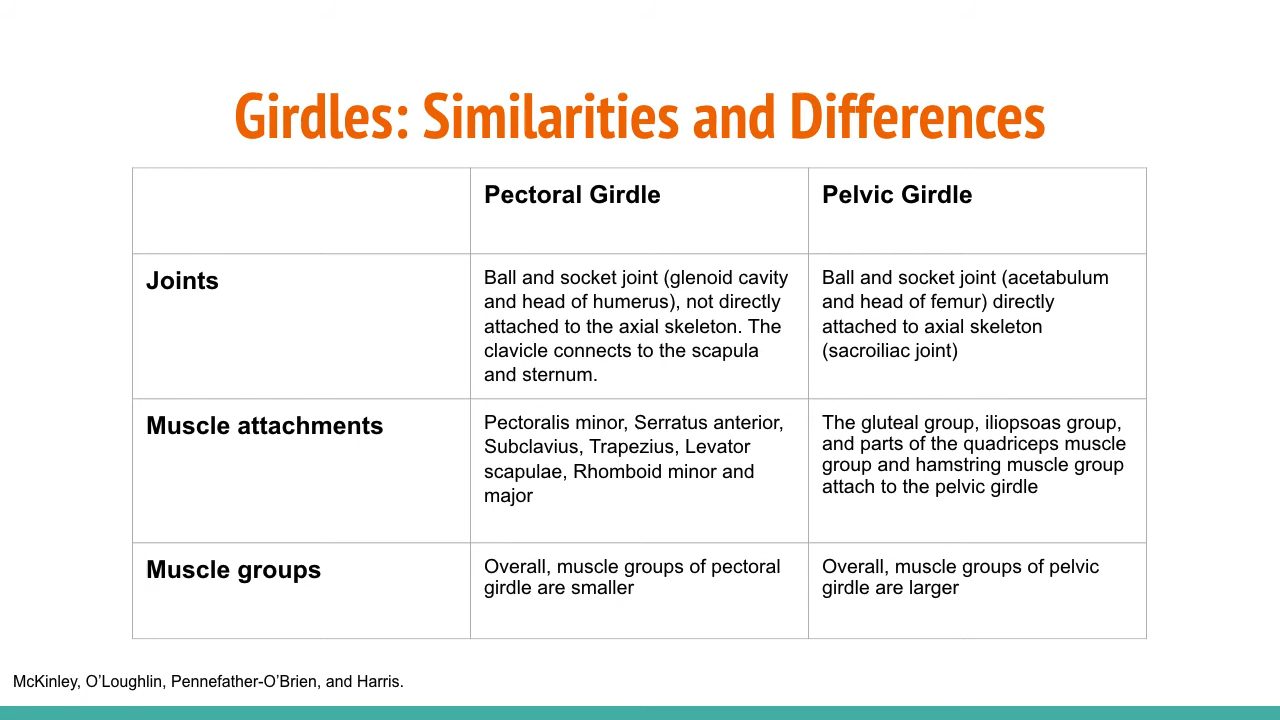 Girdles: Similarities and Differences
Pectoral Girdle
Pelvic Girdle
Joints
Ball and socket joint (glenoid cavity
and head of humerus), not directly
attached to the axial skeleton. The
clavicle connects to the scapula
and sternum.
Ball and socket joint (acetabulum
and head of femur) directly
attached to axial skeleton
(sacroiliac joint)
Muscle attachments
Pectoralis minor, Serratus anterior,
Subclavius, Trapezius, Levator
scapulae, Rhomboid minor and
major
The gluteal group, iliopsoas group,
and parts of the quadriceps muscle
group and hamstring muscle group
attach to the pelvic girdle
Muscle groups
Overall, muscle groups of pectoral
girdle are smaller
Overall, muscle groups of pelvic
girdle are larger
McKinley, O’Loughlin, Pennefather-O’Brien, and Harris.